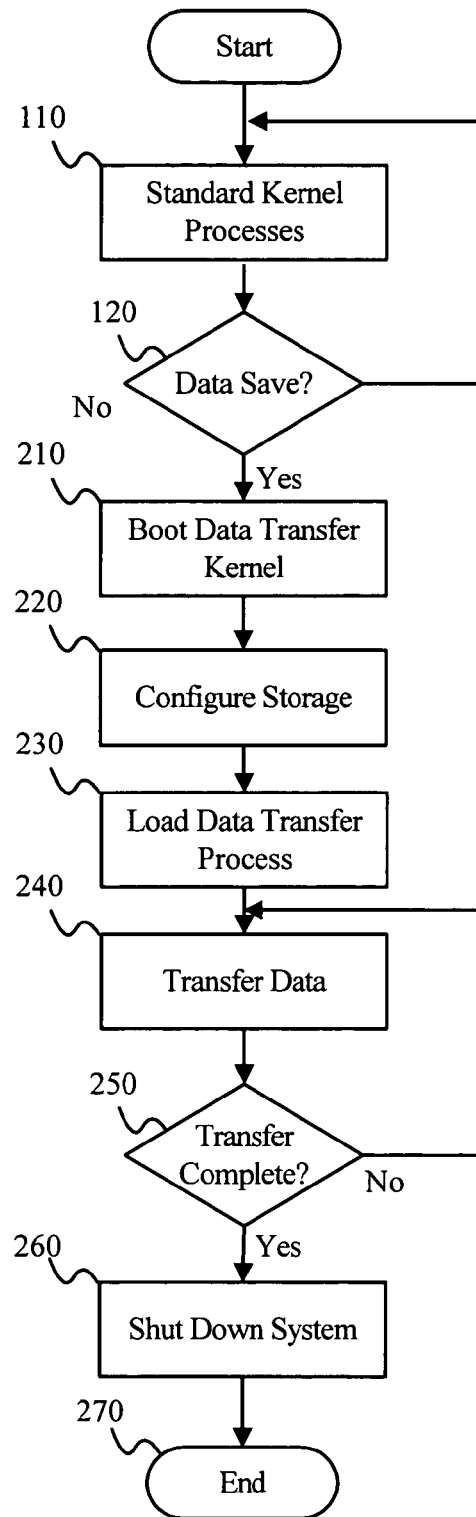 Start
110
Standard Kernel
Processes
120
Data Save?
No
Yes
210
Boot Data Transfer
Kernel
220
Configure Storage
230
Load Data Transfer
Process
240
Transfer Data
250
Transfer
Complete?
No
Yes
260
Shut Down System
270
End